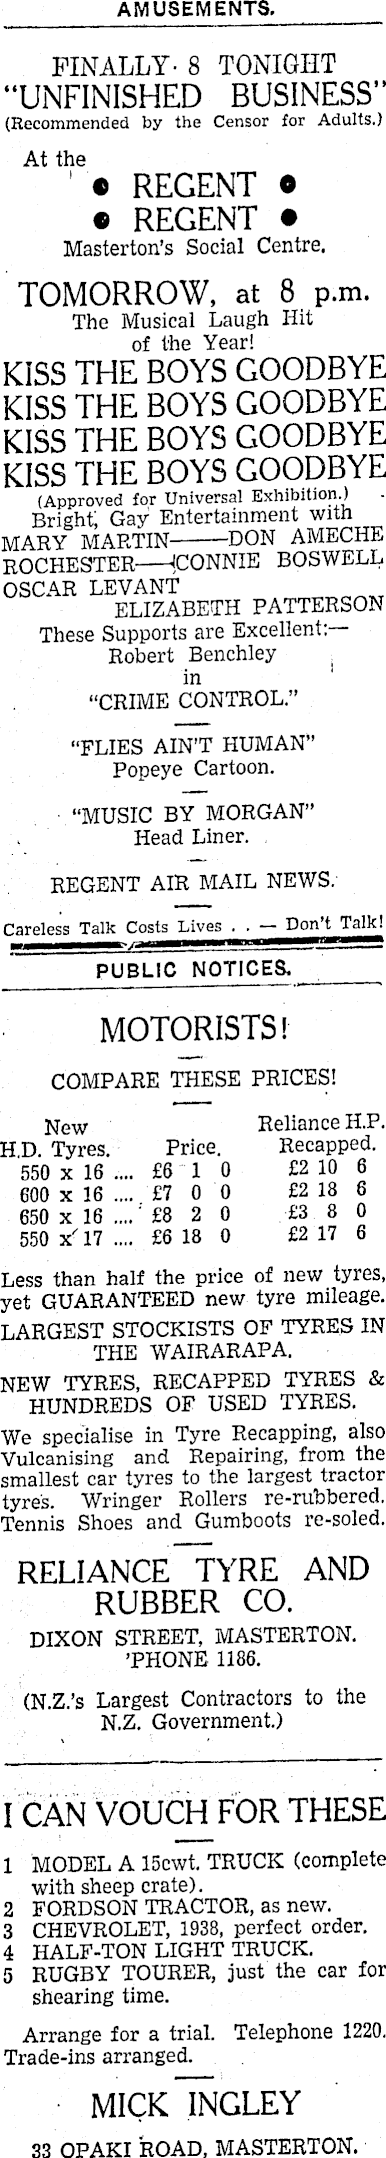 AMUSEMENTS.
FINALLY. 8 TONIGHT
"UNFINISHED BUSINESS"
(Recommended by the Censor for Adults.)
At the
● REGENT ●
● REGENT ●
Masterton's Social Centre.
TOMORROW, at 8 p.m.
The Musical Laugh Hit
of the Year!
KISS THE BOYS GOODBYE
KISS THE BOYS GOODBYE
KISS THE BOYS GOODBYE
KISS THE BOYS GOODBYE
(Approved for Universal Exhibition.)
Bright, Gay Entertainment with
MARY MARTIN——DON AMECHE
ROCHESTER——CONNIE BOSWELL
OSCAR LEVANT
ELIZABETH PATTERSON
These Supports are Excellent:—
Robert Benchley
in
"CRIME CONTROL."
"FLIES AIN'T HUMAN"
Popeye Cartoon.
"MUSIC BY MORGAN"
Head Liner.
REGENT AIR MAIL NEWS.
Careless Talk Costs Lives . . — Don't Talk!
PUBLIC NOTICES.
MOTORISTS!
COMPARE THESE PRICES!
New Reliance H.P.
H.D. Tyres. Price. Recapped.
550 x 16 .... £6 1 0 £2 10 6
600 x 16 .... £7 0 0 £2 18 6
650 x 16 .... £8 2 0 £3 8 0
550 x 17 .... £6 18 0 £2 17 6
Less than half the price of new tyres,
yet GUARANTEED new tyre mileage.
LARGEST STOCKISTS OF TYRES IN
THE WAIRARAPA.
NEW TYRES, RECAPPED TYRES &
HUNDREDS OF USED TYRES.
We specialise in Tyre Recapping, also
Vulcanising and Repairing, from the
smallest car tyres to the largest tractor
tyres. Wringer Rollers re-rubbered.
Tennis Shoes and Gumboots re-soled.
RELIANCE TYRE AND
RUBBER CO.
DIXON STREET, MASTERTON.
'PHONE 1186.
(N.Z.'s Largest Contractors to the
N.Z. Government.)
I CAN VOUCH FOR THESE
1 MODEL A 15cwt. TRUCK (complete
with sheep crate).
2 FORDSON TRACTOR, as new.
3 CHEVROLET, 1938, perfect order.
4 HALF-TON LIGHT TRUCK.
5 RUGBY TOURER, just the car for
shearing time.
Arrange for a trial. Telephone 1220.
Trade-ins arranged.
MICK INGLEY
33 OPAKI ROAD, MASTERTON.